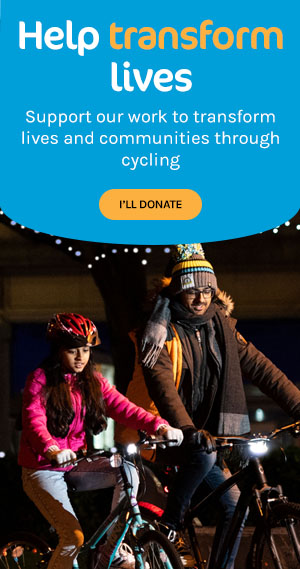 Help transform
lives
Support our work to transform
lives and communities through
cycling
I'LL DONATE